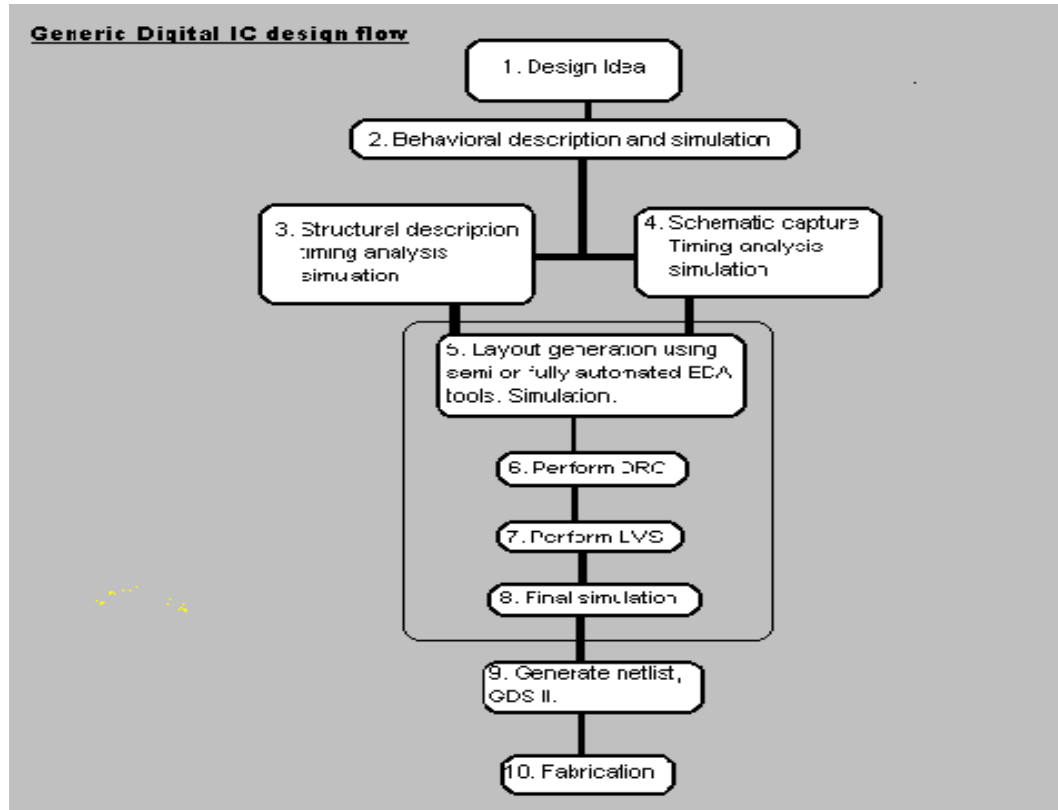 Generic Digital IC design flow
1. Design Idea
2. Behavioral description and simulation
3. Structural description
timing analysis
simulation
4. Schematic capture
Timing analysis
simulation
5. Layout generation using
semi or fully automated EDA
tools. Simulation.
6. Perform DRC
7. Perform LVS
8. Final simulation
9. Generate netlist,
GDS II.
10. Fabrication